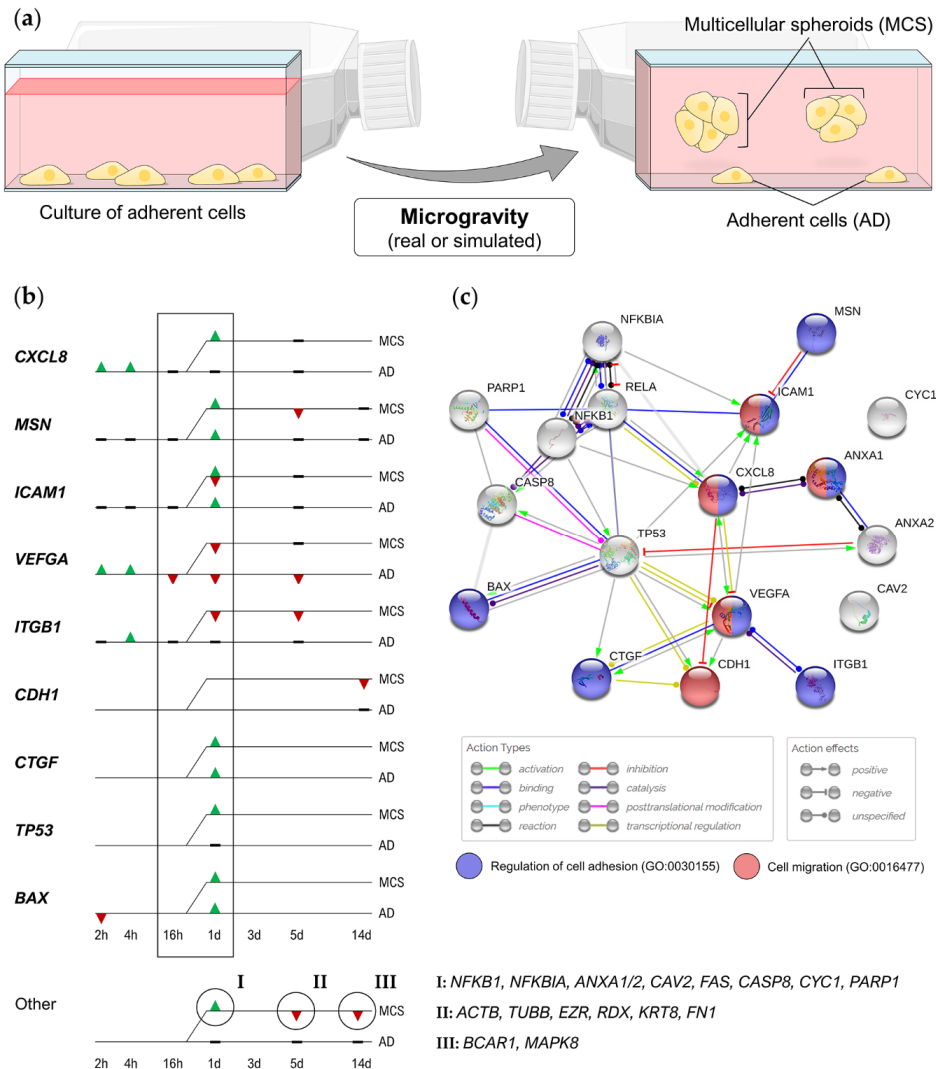 (a)
Multicellular spheroids (MCS)
Culture of adherent cells
Microgravity
(real or simulated)
Adherent cells (AD)
(b)
CXCL8
MCS
AD
MSN
MCS
AD
ICAM1
MCS
AD
VEFGA
MCS
AD
ITGB1
MCS
AD
CDH1
MCS
AD
CTGF
MCS
AD
TP53
MCS
AD
BAX
MCS
AD
2h 4h 16h 1d 3d 5d 14d
Other
I II III
MCS
AD
2h 4h 16h 1d 3d 5d 14d
(c)
MSN
NFKBIA
PARP1
RELA
ICAM1
CYC1
NFKB1
CXCL8
ANXA1
CASP8
TP53
ANXA2
BAX
VEGFA
CAV2
CTGF
CDH1
ITGB1
Action Types
activation inhibition
binding catalysis
phenotype posttranslational modification
reaction transcriptional regulation
Action effects
positive
negative
unspecified
Regulation of cell adhesion (GO:0030155)
Cell migration (GO:0016477)
I: NFKB1, NFKBIA, ANXA1/2, CAV2, FAS, CASP8, CYC1, PARP1
II: ACTB, TUBB, EZR, RDX, KRT8, FN1
III: BCAR1, MAPK8